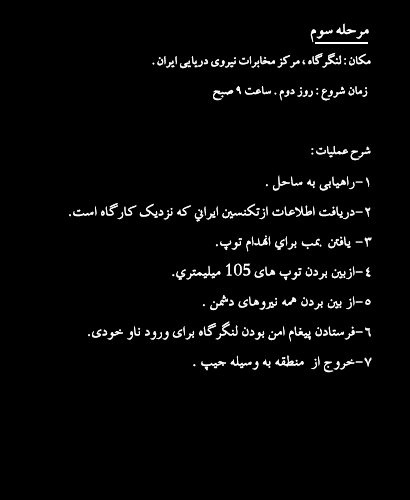 مرحله سوم
مکان : لنگرگاه ، مرکز مخابرات نیروی دریایی ایران .
زمان شروع : روز دوم . ساعت ۹ صبح
شرح عملیات :
۱-راهیابی به ساحل .
۲-دریافت اطلاعات ازتکنسین ایراني که نزدیک کارگاه است.
۳- یافتن بمب براي انهدام توپ.
٤-ازبین بردن توپ های 105 میلیمتري.
۵-از بین بردن همه نیروهای دشمن .
٦-فرستادن پیغام امن بودن لنگرگاه برای ورود ناو خودی.
۷-خروج از منطقه به وسیله جیپ .